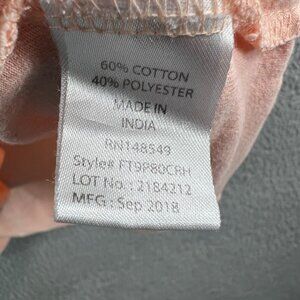 60% COTTON
40% POLYESTER
MADE IN
INDIA
RN148549
Style# FT9P80CRH
LOT No.: 2184212
MFG : Sep 2018